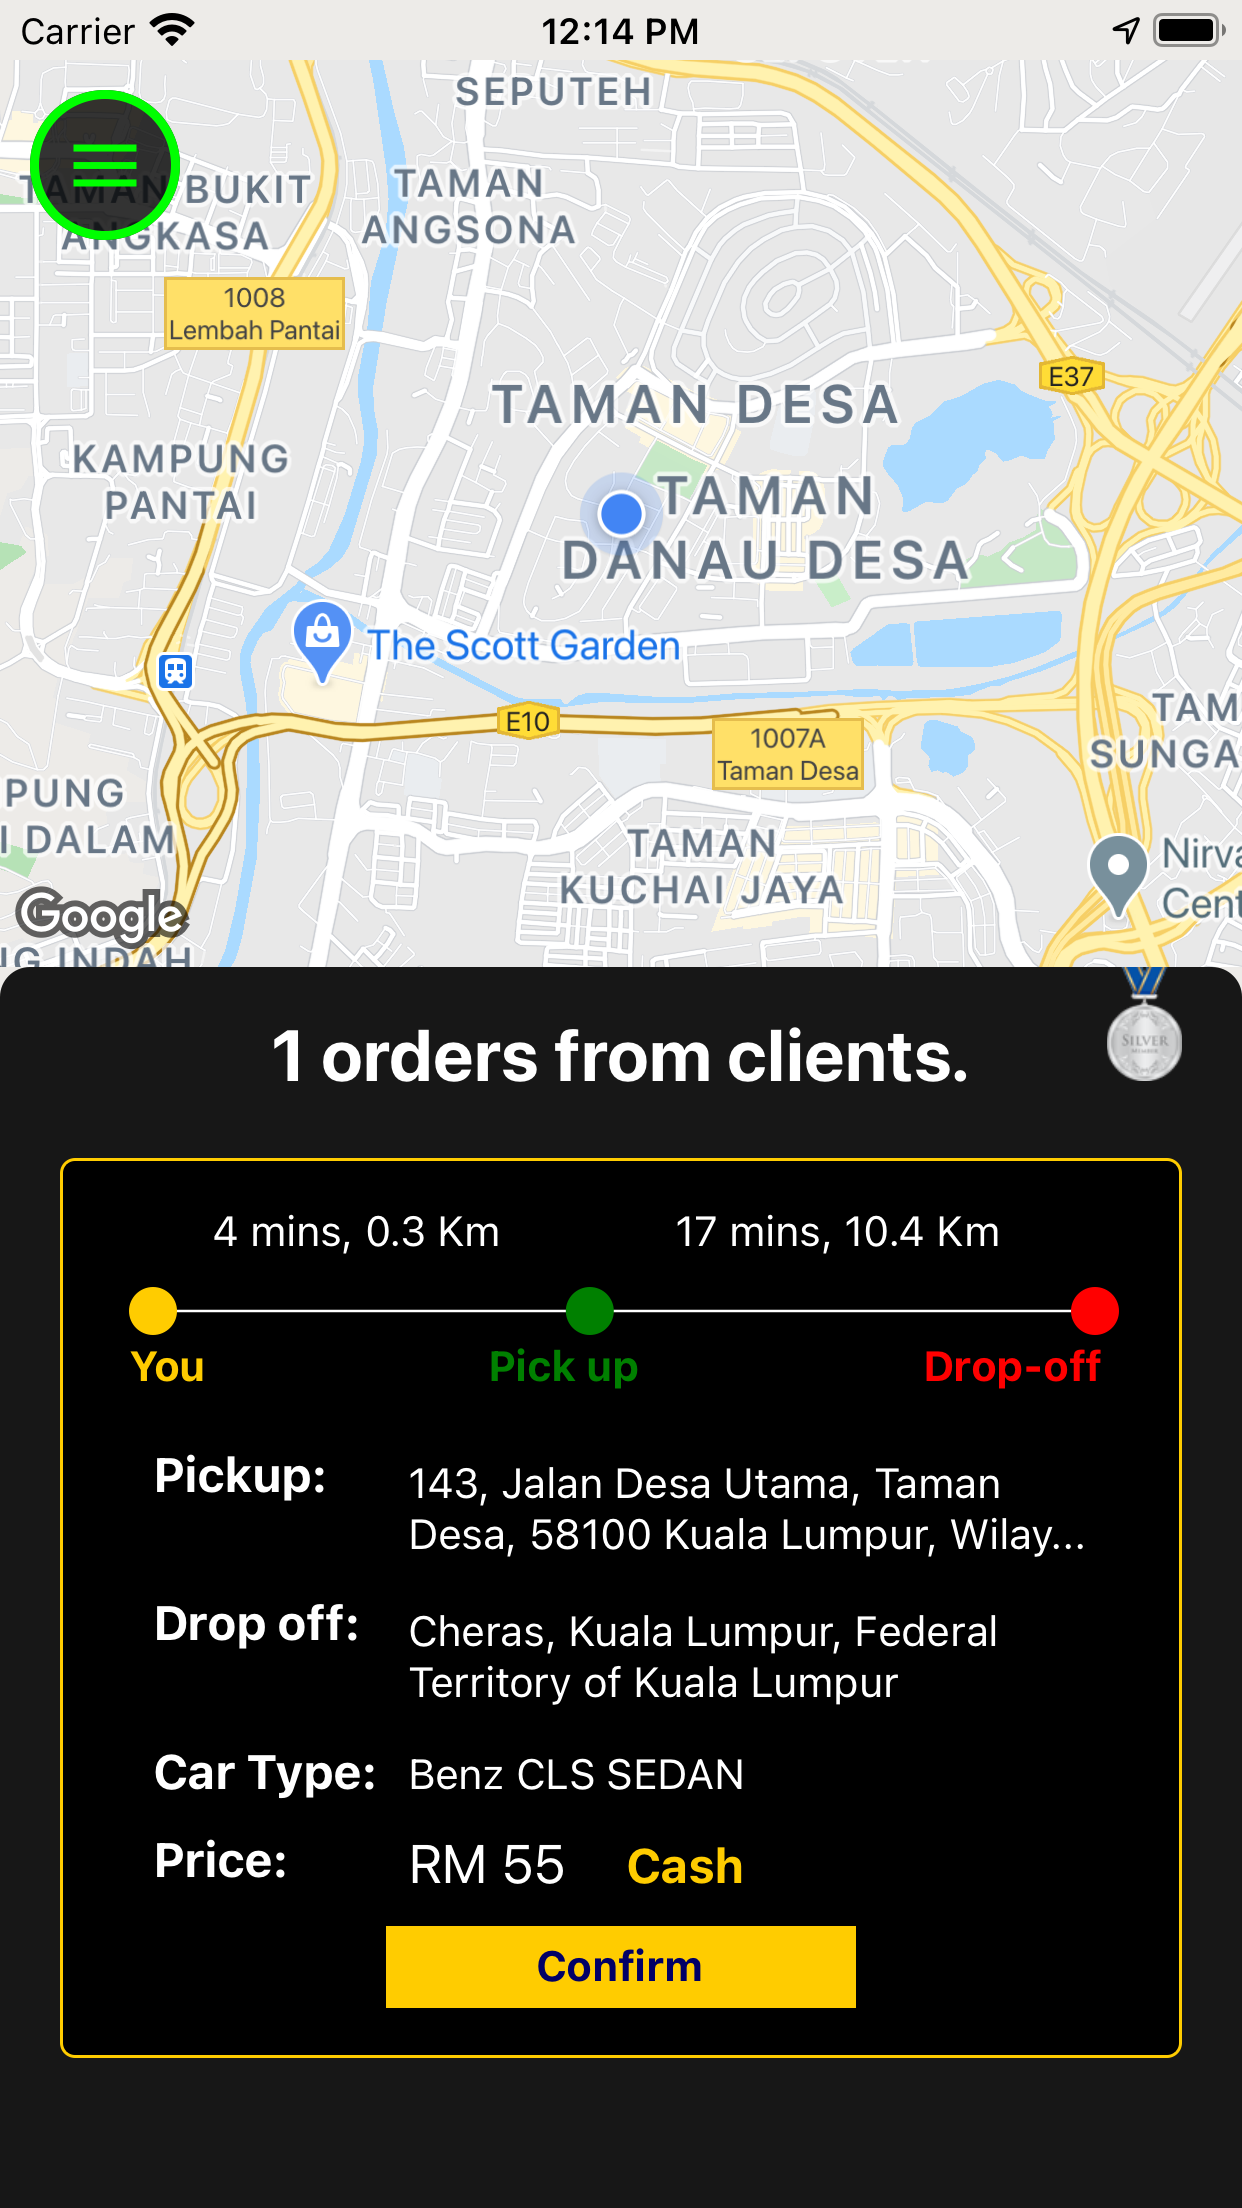 Carrier 12:14 PM
SEPUTEH
TAMAN BUKIT
ANGKASA
TAMAN
ANGSONA
1008
Lembah Pantai
E37
TAMAN DESA
KAMPUNG
PANTAI
TAMAN
DANAU DESA
The Scott Garden
E10
1007A
Taman Desa
TAM
SUNGA
PUNG
I DALAM
TAMAN
KUCHAI JAYA
Nirva
Cent
Google
NG INDAH
1 orders from clients.
SILVER
4 mins, 0.3 Km 17 mins, 10.4 Km
You Pick up Drop-off
Pickup: 143, Jalan Desa Utama, Taman
Desa, 58100 Kuala Lumpur, Wilay...
Drop off: Cheras, Kuala Lumpur, Federal
Territory of Kuala Lumpur
Car Type: Benz CLS SEDAN
Price: RM 55 Cash
Confirm